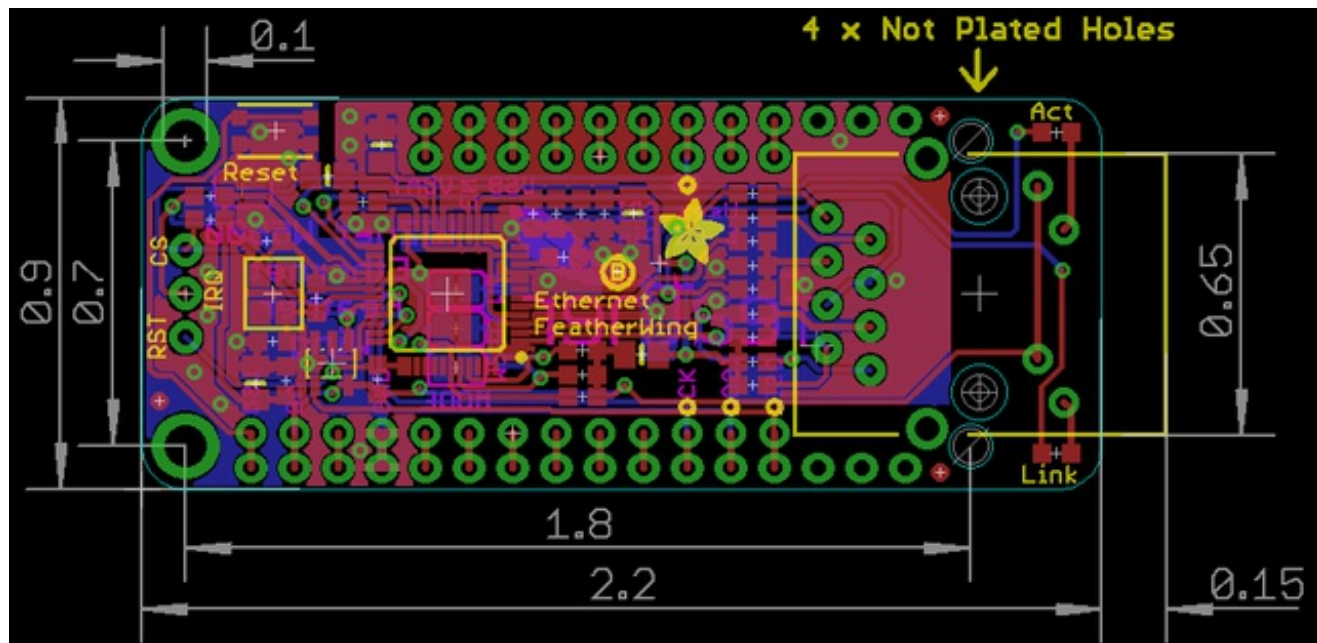 4 x Not Plated Holes
0.1
Act
Reset
CS
IRQ
RST
Ethernet
FeatherWing
B
0.9
0.7
0.65
Link
1.8
2.2
0.15